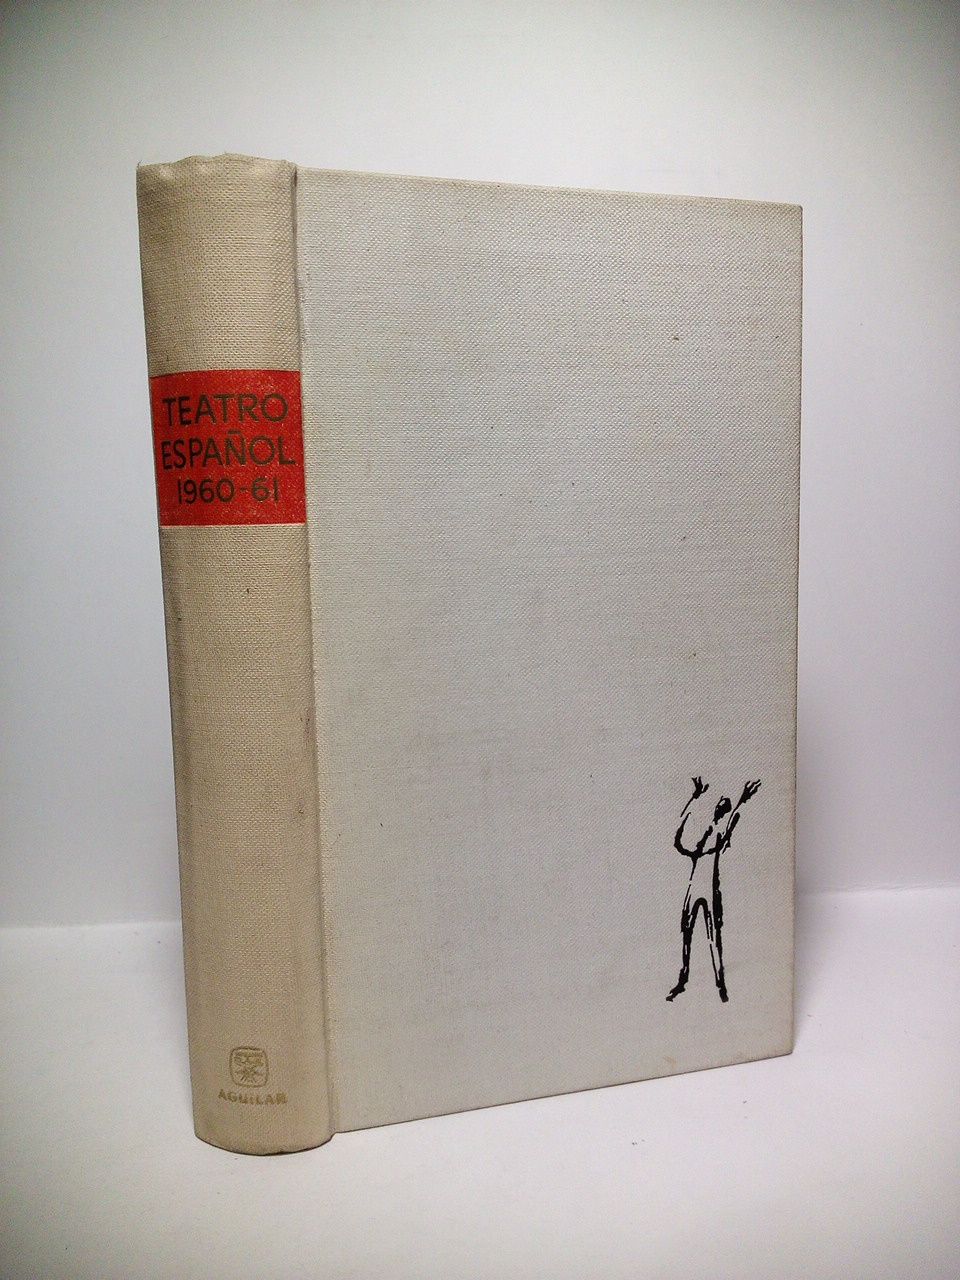 TEATRO
ESPAÑOL
1960-61
AGUILAR